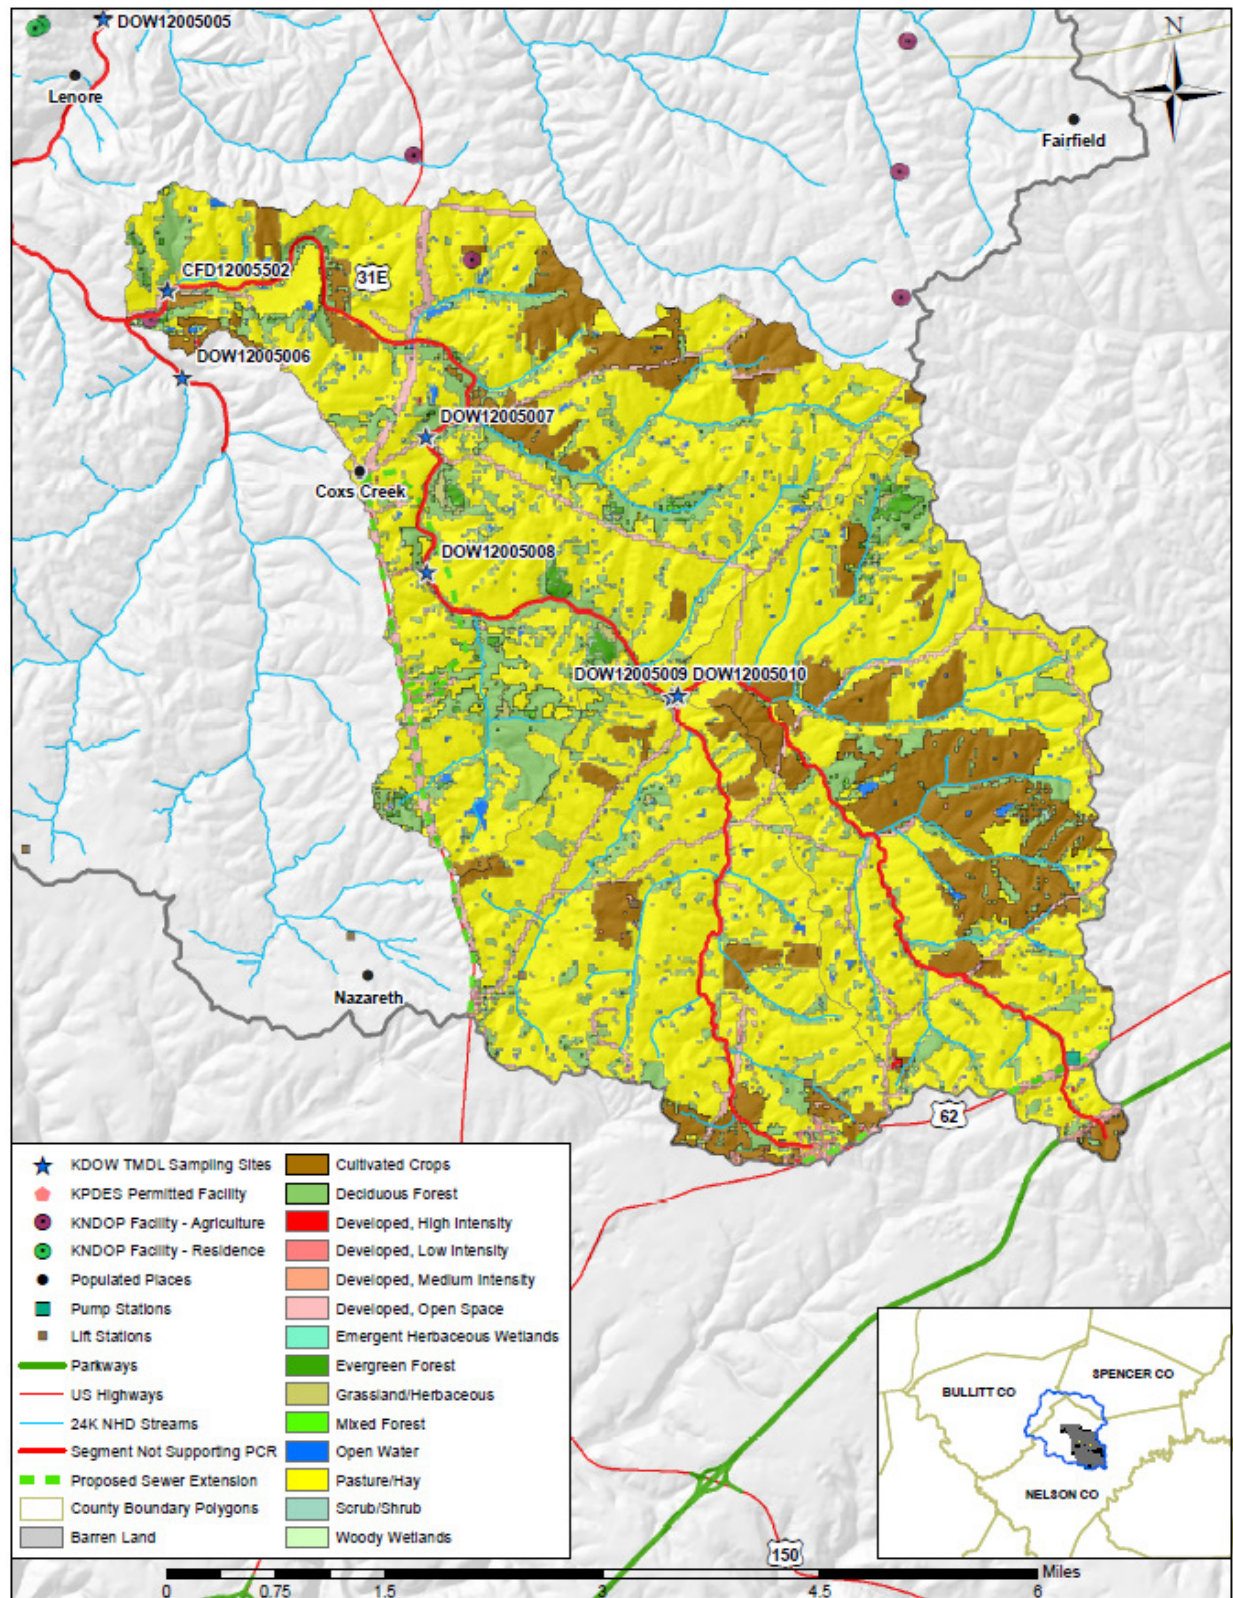 DOW12005005
N
Lenore
Fairfield
CFD12005502
31E
DOW12005006
DOW12005007
Coxs Creek
DOW12005008
DOW12005009 DOW12005010
Nazareth
62
KDOW TMDL Sampling Sites
KPDES Permitted Facility
KNDOP Facility - Agriculture
KNDOP Facility - Residence
Populated Places
Pump Stations
Lift Stations
Parkways
US Highways
24K NHD Streams
Segment Not Supporting PCR
Proposed Sewer Extension
County Boundary Polygons
Barren Land
Cultivated Crops
Deciduous Forest
Developed, High Intensity
Developed, Low Intensity
Developed, Medium Intensity
Developed, Open Space
Emergent Herbaceous Wetlands
Evergreen Forest
Grassland/Herbaceous
Mixed Forest
Open Water
Pasture/Hay
Scrub/Shrub
Woody Wetlands
BULLITT CO
SPENCER CO
NELSON CO
150
Miles
0 0.75 1.5 3 4.5 6